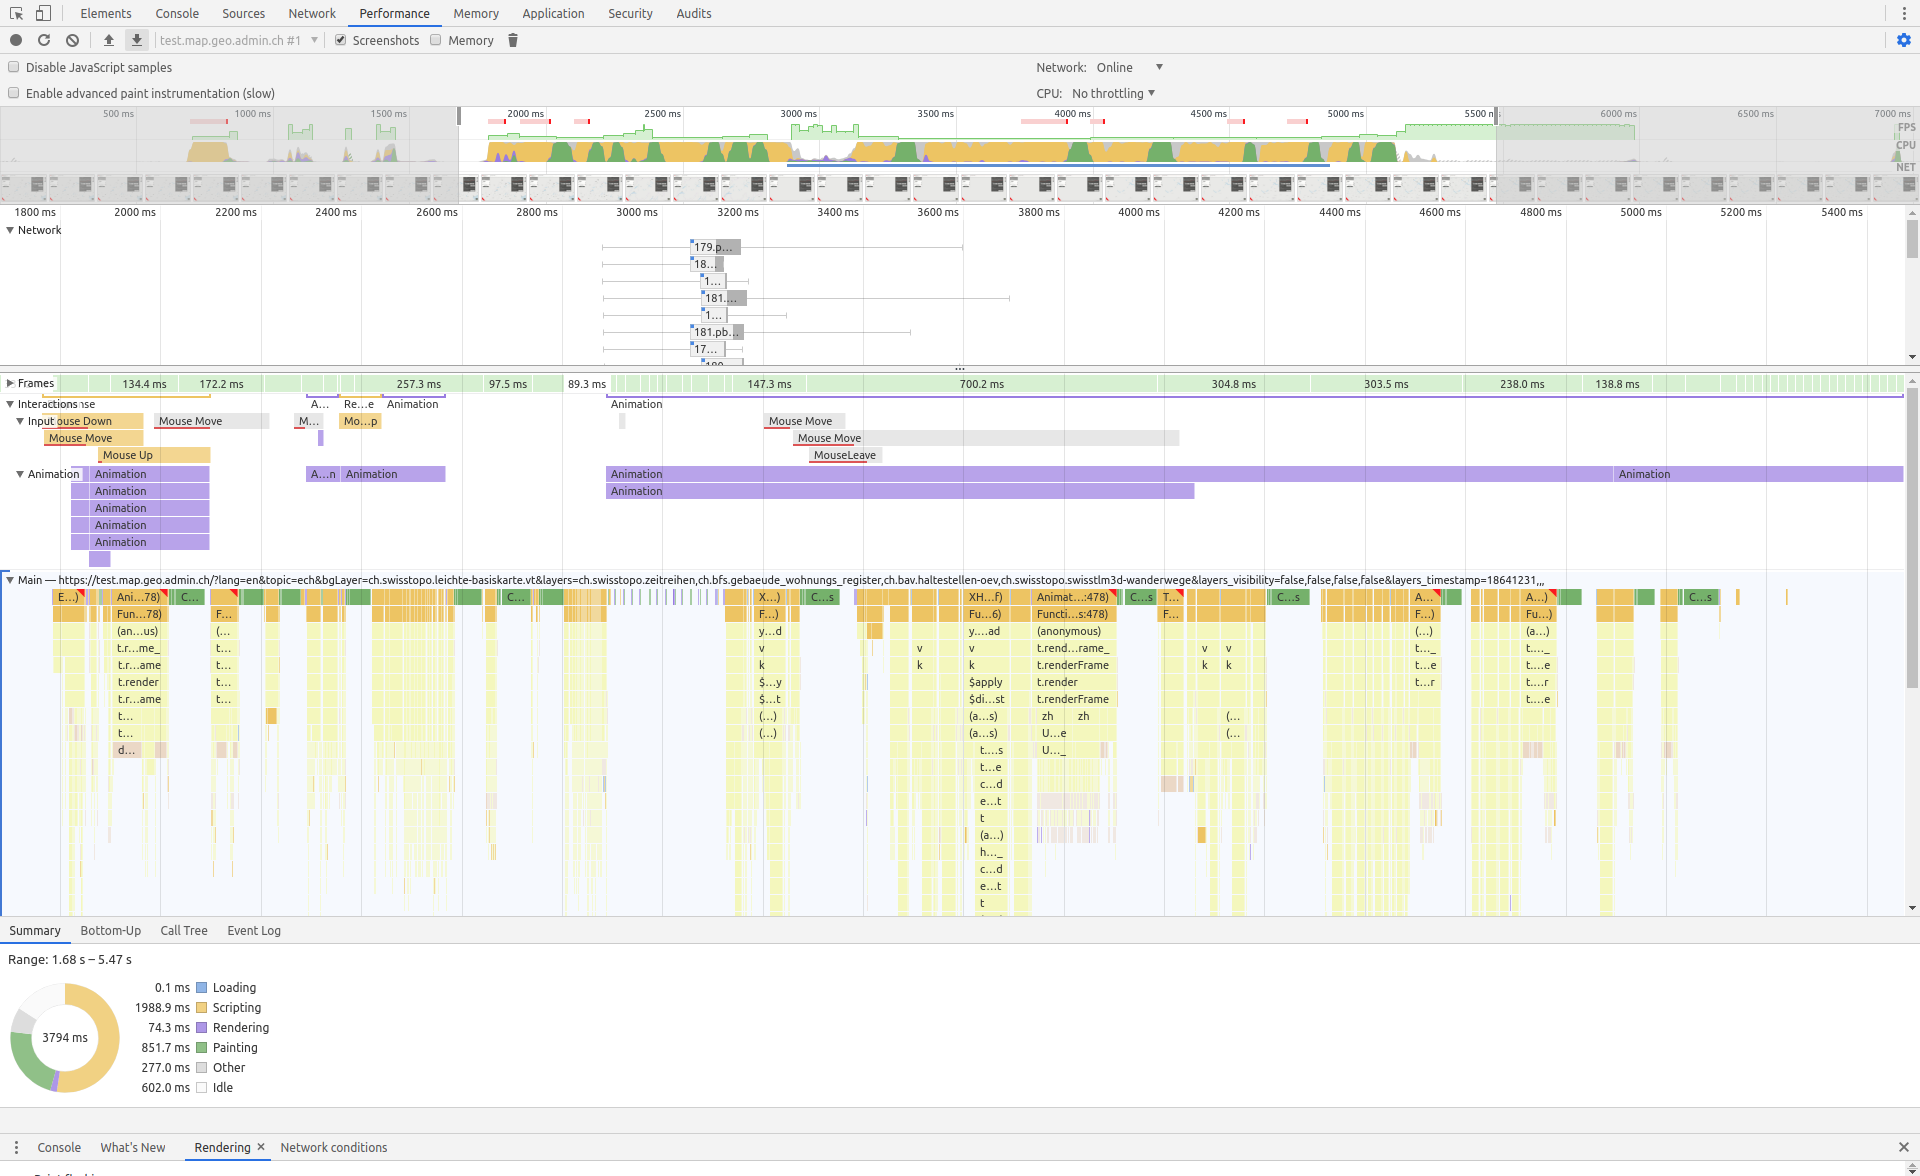 Elements Console Sources Network Performance Memory Application Security Audits
test.map.geo.admin.ch #1 Screenshots Memory
Disable JavaScript samples Network: Online
Enable advanced paint instrumentation (slow) CPU: No throttling
500 ms 1000 ms 1500 ms 2000 ms 2500 ms 3000 ms 3500 ms 4000 ms 4500 ms 5000 ms 5500 ms 6000 ms 6500 ms 7000 ms
FPS
CPU
NET
1800 ms 2000 ms 2200 ms 2400 ms 2600 ms 2800 ms 3000 ms 3200 ms 3400 ms 3600 ms 3800 ms 4000 ms 4200 ms 4400 ms 4600 ms 4800 ms 5000 ms 5200 ms 5400 ms
Network
179.p…
18…
1…
181.…
1…
181.pb…
17…
Frames 134.4 ms 172.2 ms 257.3 ms 97.5 ms 89.3 ms 147.3 ms 700.2 ms 304.8 ms 303.5 ms 238.0 ms 138.8 ms
Interactions A… Re…e Animation Animation
Input ouse Down Mouse Move M… Mo…p Mouse Move
Mouse Move Mouse Move
Mouse Up MouseLeave
Animation Animation A…n Animation Animation Animation
Animation Animation
Animation
Animation
Animation
Main — https://test.map.geo.admin.ch/?lang=en&topic=ech&bgLayer=ch.swisstopo.leichte-basiskarte.vt&layers=ch.swisstopo.zeitreihen,ch.bfs.gebaeude_wohnungs_register,ch.bav.haltestellen-oev,ch.swisstopo.swisstlm3d-wanderwege&layers_visibility=false,false,false,false&layers_timestamp=18641231,,,
E…) Ani…78) C… C… X…) C…s XH…f) Animat…:478) C…s T… C…s A…) A…) C…s
Fun…78) F… F…) Fu…6) Functi…s:478) F… F…) Fu…)
(an…us) (… y…d y….ad (anonymous) (…) (a…)
t.r…me_ t… v v v t.rend…rame_ v v t…_ t…._
t.r…ame t… k k k t.renderFrame k k t…e t….e
t.render t… $…y $apply t.render t…r t….r
t.r…ame t… $…t $di…st t.renderFrame t….e
t… (…) (a…s) zh zh (…
t… (…) (a…s) U…e (…
d… t….s U…_
t…e
c…d
e…t
t
(a…)
h…_
c…d
e…t
t
Summary Bottom-Up Call Tree Event Log
Range: 1.68 s – 5.47 s
3794 ms
0.1 ms Loading
1988.9 ms Scripting
74.3 ms Rendering
851.7 ms Painting
277.0 ms Other
602.0 ms Idle
Console What's New Rendering Network conditions